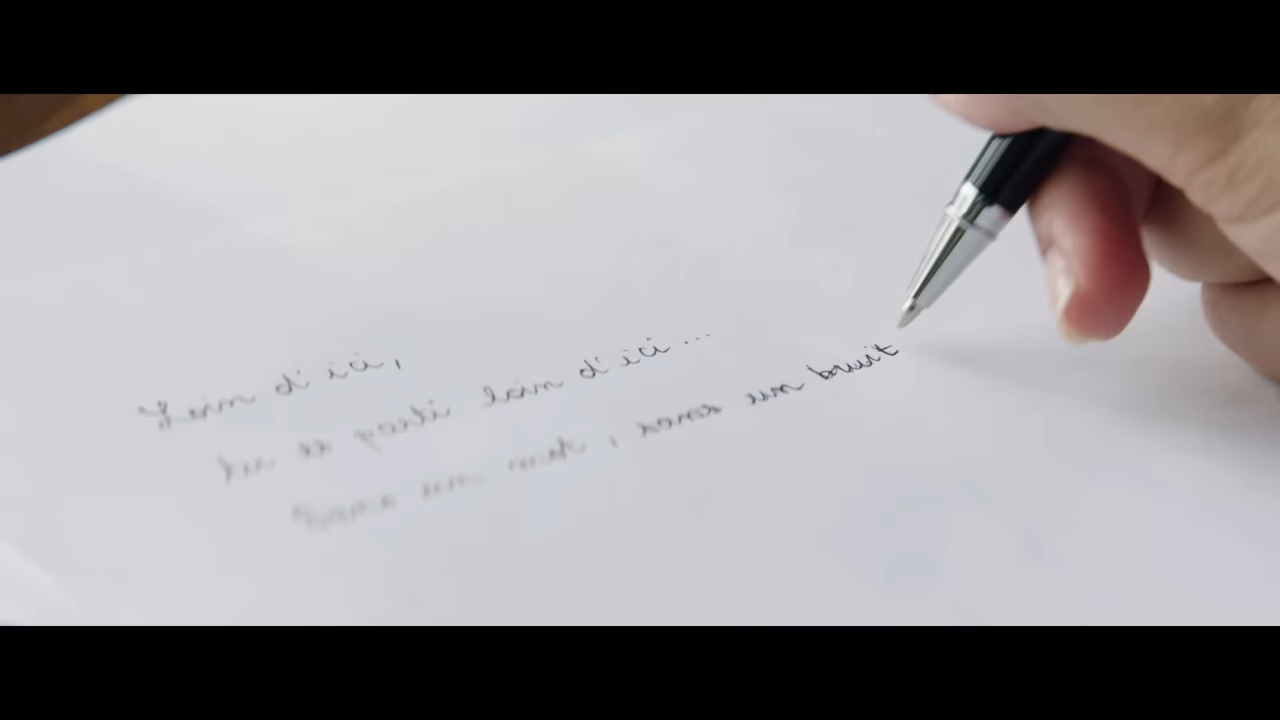 Loin d'ici,
tu es parti loin d'ici...
Sans un mot, sans un bruit